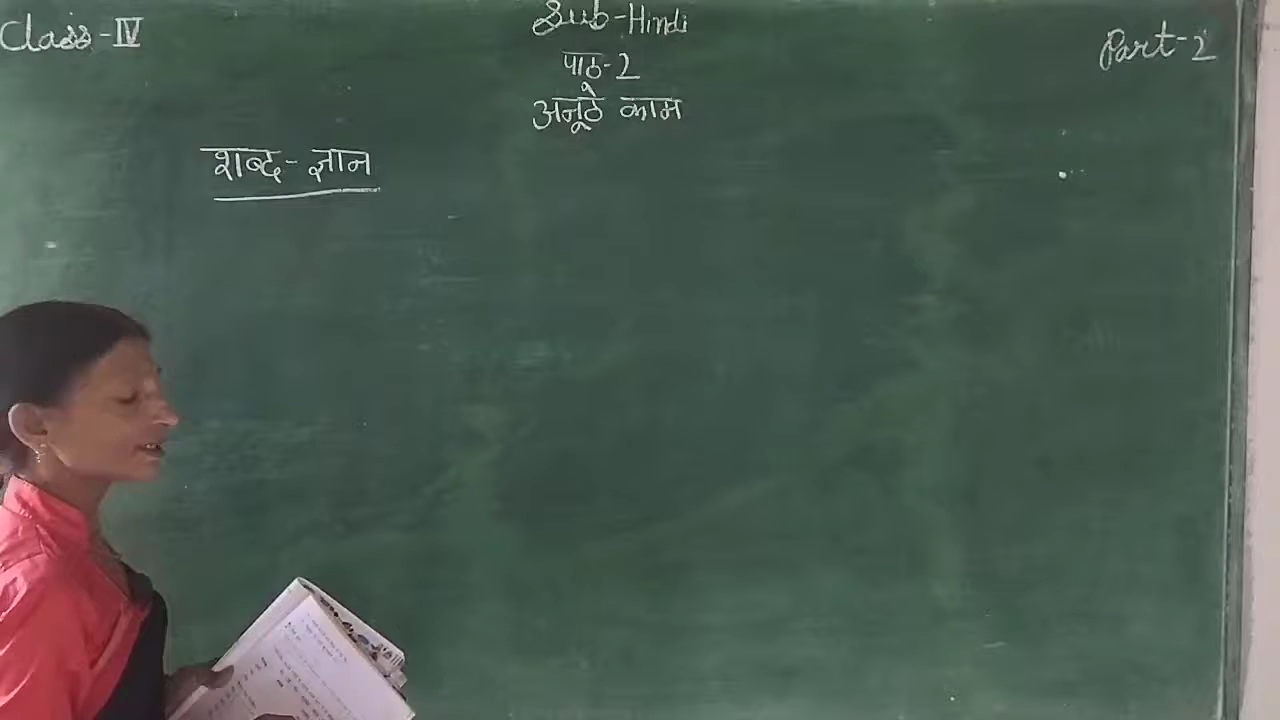 Class-IV
Sub-Hindi
Part-2
पाठ-2
अनूठे काम
शब्द-ज्ञान